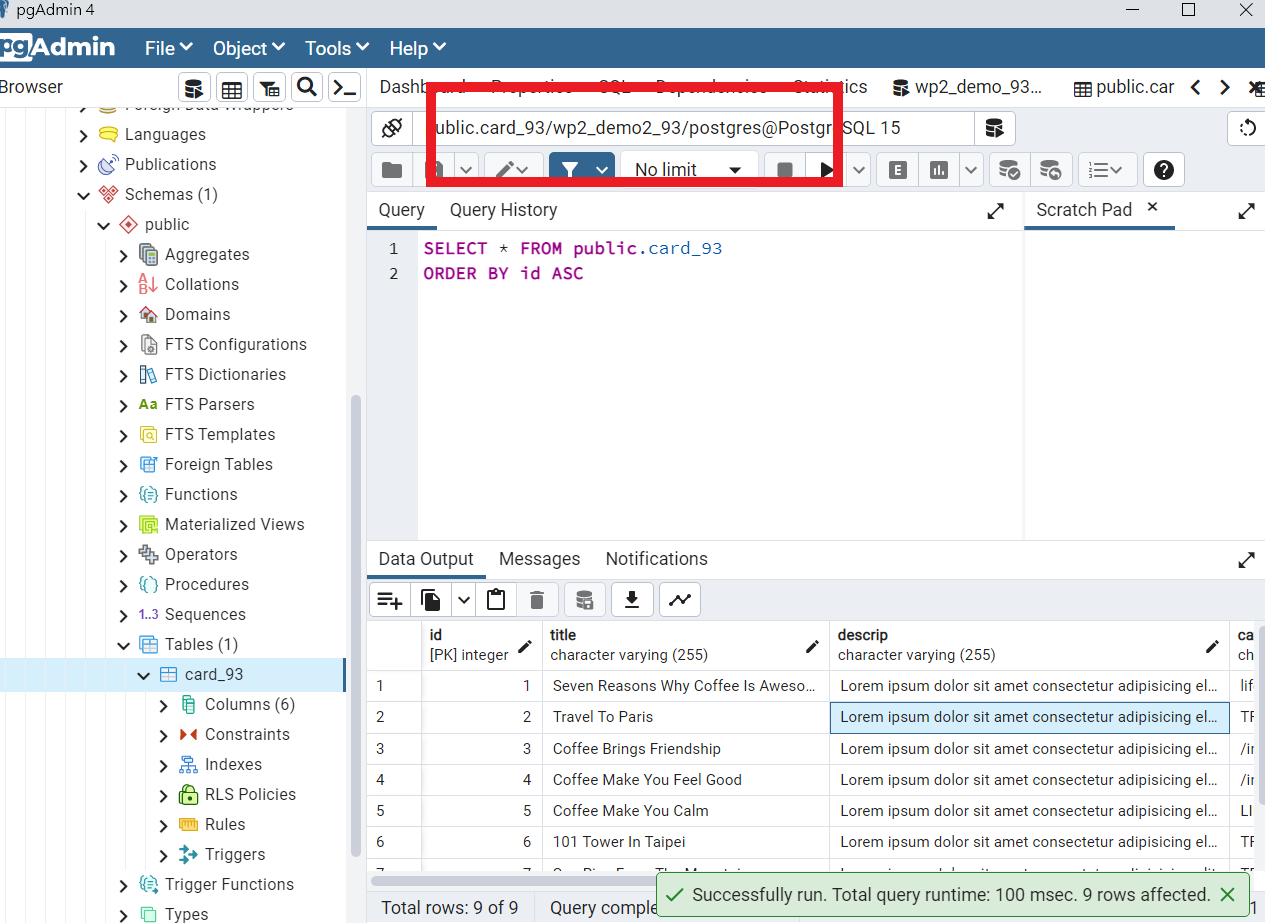 pgAdmin 4
pgAdmin
File
Object
Tools
Help
Browser
Dashboard Properties SQL Dependencies Statistics wp2_demo_93... public.car
public.card_93/wp2_demo2_93/postgres@PostgreSQL 15
No limit
E
Query
Query History
Scratch Pad
1 SELECT * FROM public.card_93
2 ORDER BY id ASC
Foreign Data Wrappers
Languages
Publications
Schemas (1)
public
Aggregates
Collations
Domains
FTS Configurations
FTS Dictionaries
Aa FTS Parsers
FTS Templates
Foreign Tables
Functions
Materialized Views
Operators
Procedures
1..3 Sequences
Tables (1)
card_93
Columns (6)
Constraints
Indexes
RLS Policies
Rules
Triggers
Trigger Functions
Types
Data Output
Messages
Notifications
id
[PK] integer
title
character varying (255)
descrip
character varying (255)
ca
ch
1 1 Seven Reasons Why Coffee Is Aweso... Lorem ipsum dolor sit amet consectetur adipisicing el... lif
2 2 Travel To Paris Lorem ipsum dolor sit amet consectetur adipisicing el... TF
3 3 Coffee Brings Friendship Lorem ipsum dolor sit amet consectetur adipisicing el... /ir
4 4 Coffee Make You Feel Good Lorem ipsum dolor sit amet consectetur adipisicing el... /ir
5 5 Coffee Make You Calm Lorem ipsum dolor sit amet consectetur adipisicing el... LI
6 6 101 Tower In Taipei Lorem ipsum dolor sit amet consectetur adipisicing el... TF
Total rows: 9 of 9
Query comple
Successfully run. Total query runtime: 100 msec. 9 rows affected.
1